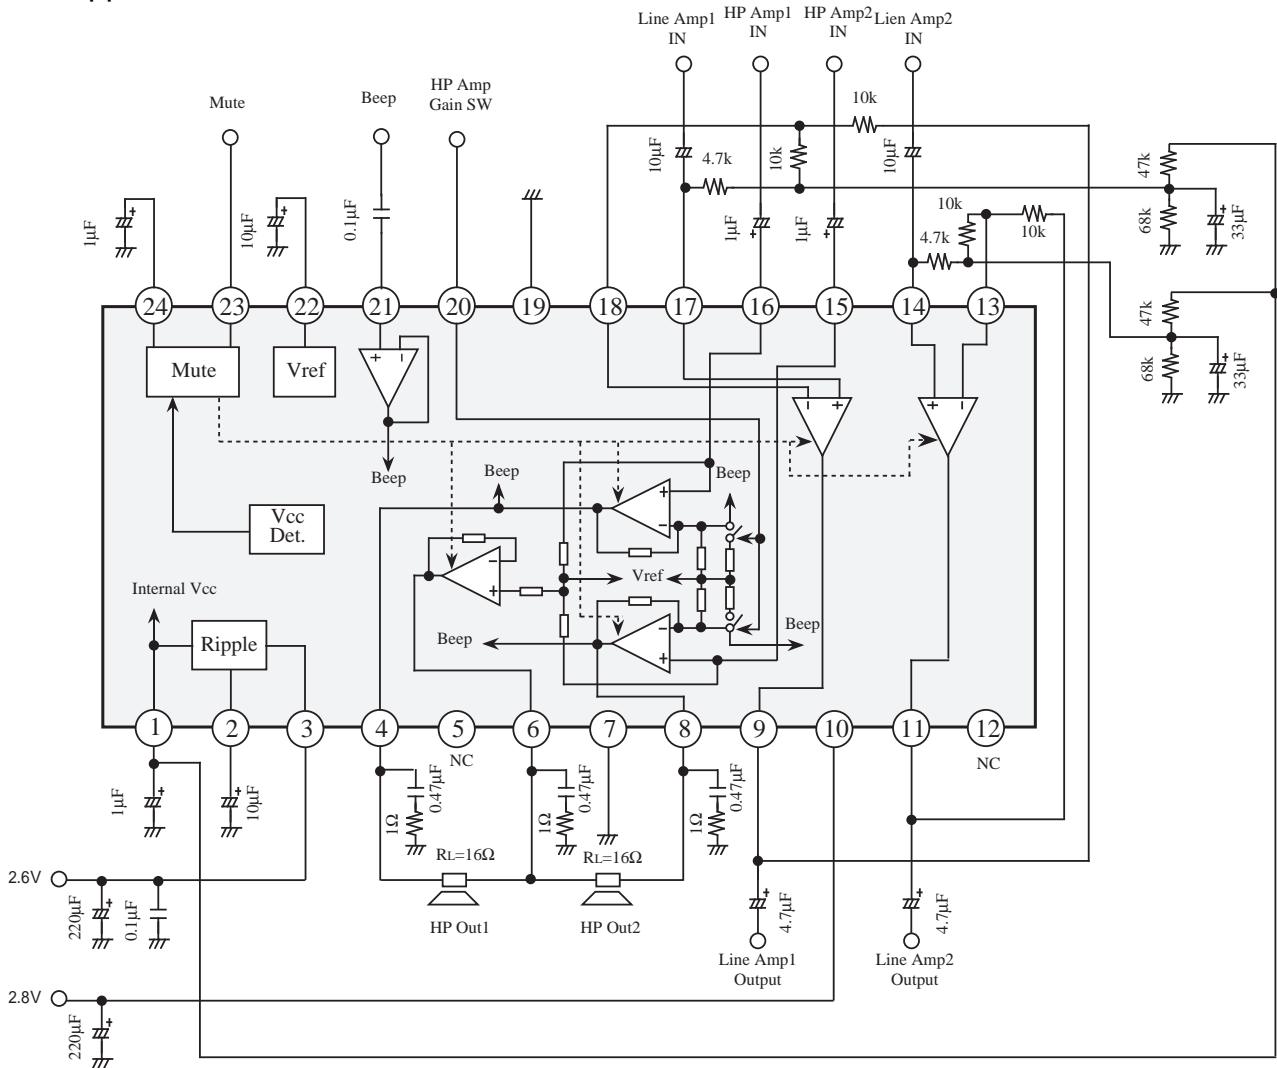 Line Amp1
IN
HP Amp1
IN
HP Amp2
IN
Lien Amp2
IN
Mute
Beep
HP Amp
Gain SW
10k
10µF
4.7k
10k
10µF
47k
1µF
10µF
0.1µF
1µF
1µF
10k
10k
4.7k
68k
33µF
47k
68k
33µF
24
23
22
21
20
19
18
17
16
15
14
13
Mute
Vref
Beep
Beep
Beep
Vcc
Det.
Vref
Internal Vcc
Ripple
Beep
Beep
1
2
3
4
5
6
7
8
9
10
11
12
NC
NC
1µF
10µF
0.47µF
1Ω
0.47µF
1Ω
0.47µF
1Ω
RL=16Ω
RL=16Ω
HP Out1
HP Out2
2.6V
220µF
0.1µF
4.7µF
4.7µF
Line Amp1
Output
Line Amp2
Output
2.8V
220µF